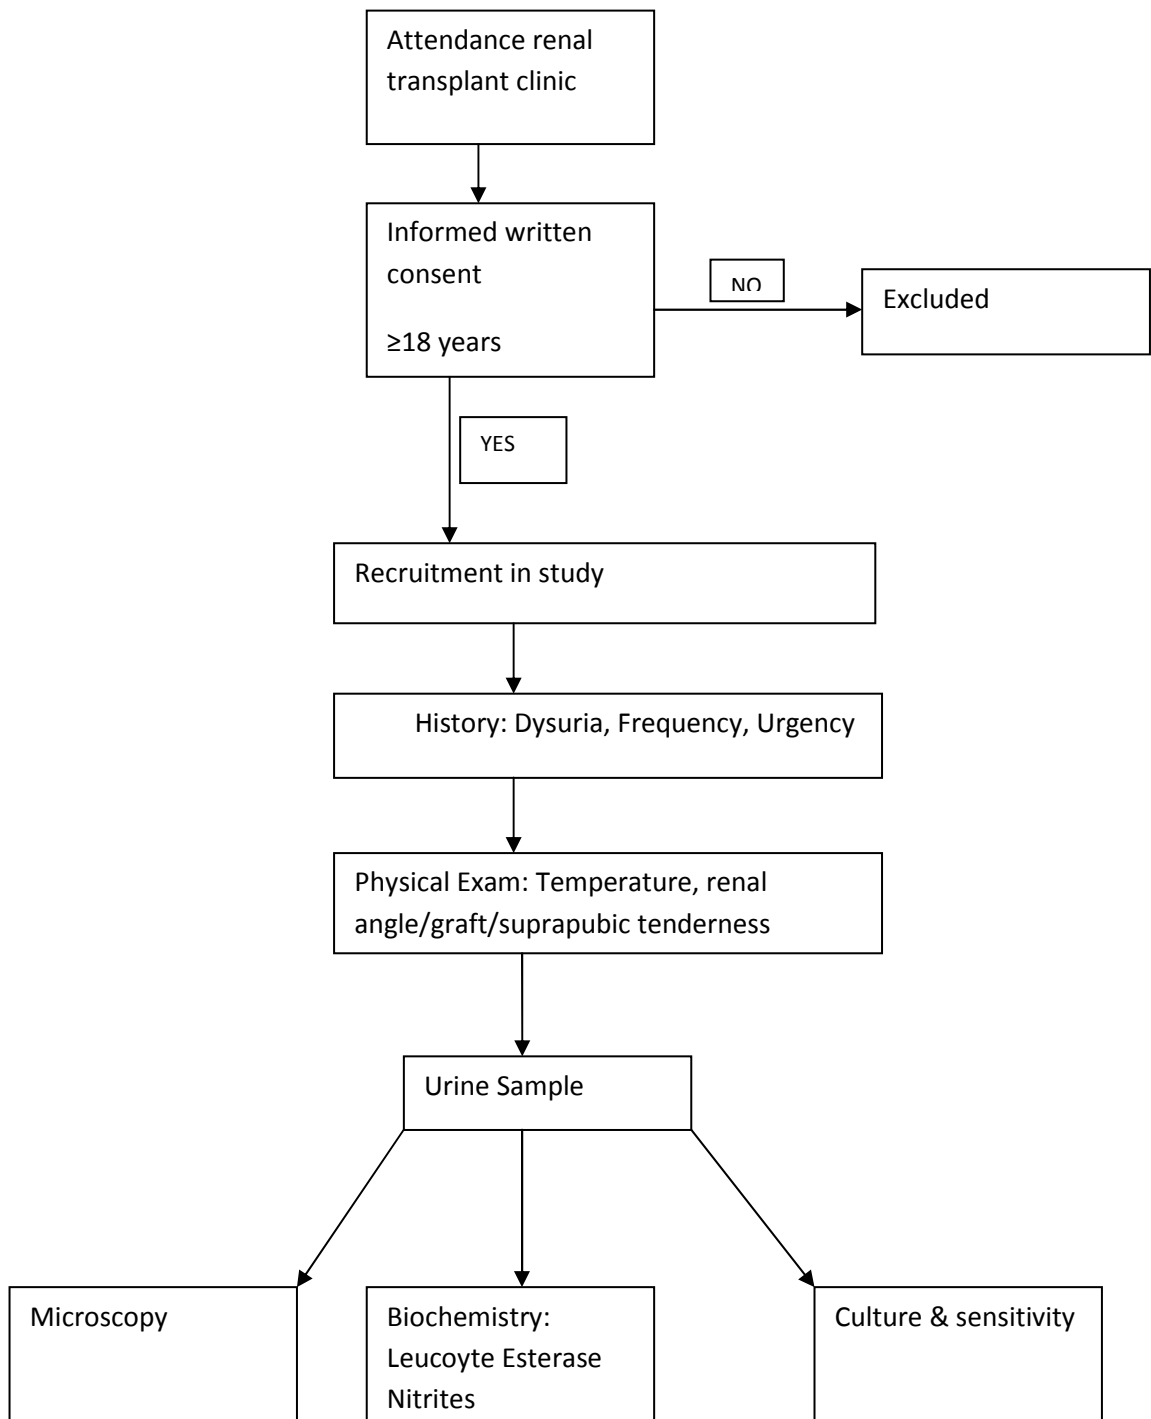 Attendance renal
transplant clinic
Informed written
consent
≥18 years
NO
Excluded
YES
Recruitment in study
History: Dysuria, Frequency, Urgency
Physical Exam: Temperature, renal
angle/graft/suprapubic tenderness
Urine Sample
Microscopy
Biochemistry:
Leucoyte Esterase
Nitrites
Culture & sensitivity